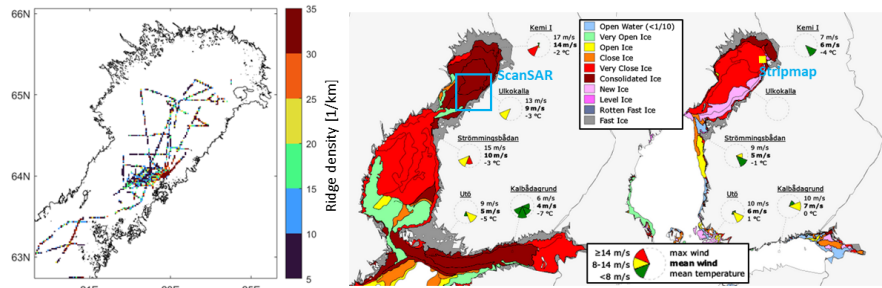 66N
65N
64N
63N
35
30
25
20
15
10
5
Ridge density [1/km]
Kemi I
17 m/s
14 m/s
-2 °C
ScanSAR
Ulkokalla
13 m/s
9 m/s
-3 °C
Strömmingsbådan
15 m/s
10 m/s
-3 °C
Utö
9 m/s
5 m/s
-5 °C
Kalbådagrund
6 m/s
4 m/s
-7 °C
Open Water (<1/10)
Very Open Ice
Open Ice
Close Ice
Very Close Ice
Consolidated Ice
New Ice
Level Ice
Rotten Fast Ice
Fast Ice
Kemi I
7 m/s
6 m/s
-4 °C
Stripmap
Ulkokalla
Strömmingsbådan
9 m/s
5 m/s
-1 °C
Utö
10 m/s
6 m/s
1 °C
Kalbådagrund
10 m/s
7 m/s
0 °C
≥14 m/s
8-14 m/s
<8 m/s
max wind
mean wind
mean temperature